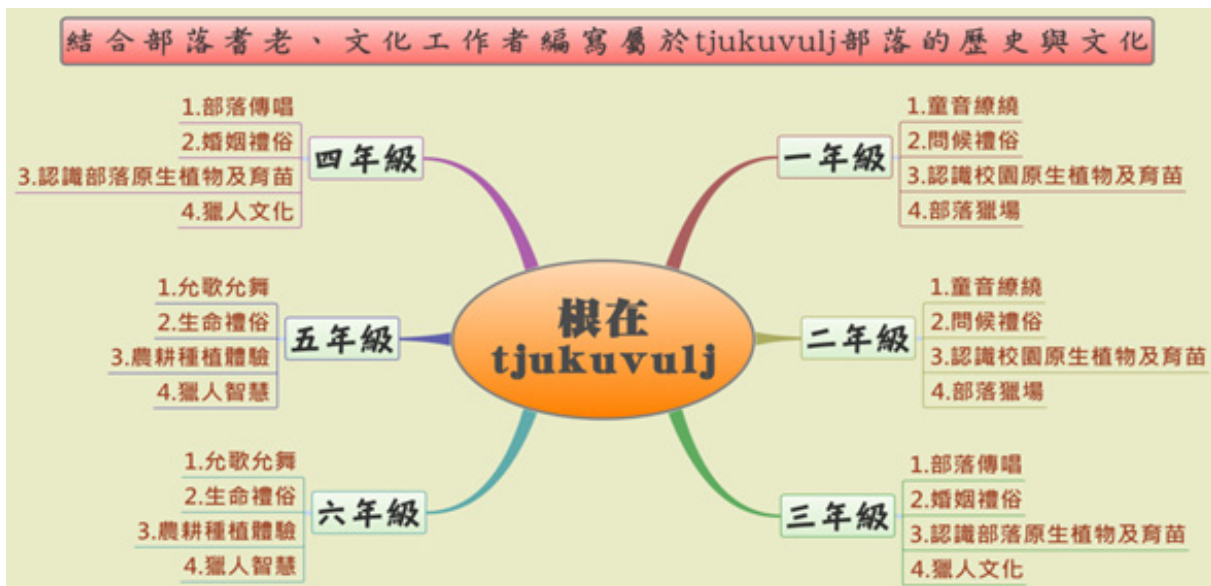 結合部落耆老、文化工作者編寫屬於tjukuvulj部落的歷史與文化
根在
tjukuvulj
一年級
1.童音繚繞
2.問候禮俗
3.認識校園原生植物及育苗
4.部落獵場
二年級
1.童音繚繞
2.問候禮俗
3.認識校園原生植物及育苗
4.部落獵場
三年級
1.部落傳唱
2.婚姻禮俗
3.認識部落原生植物及育苗
4.獵人文化
四年級
1.部落傳唱
2.婚姻禮俗
3.認識部落原生植物及育苗
4.獵人文化
五年級
1.允歌允舞
2.生命禮俗
3.農耕種植體驗
4.獵人智慧
六年級
1.允歌允舞
2.生命禮俗
3.農耕種植體驗
4.獵人智慧